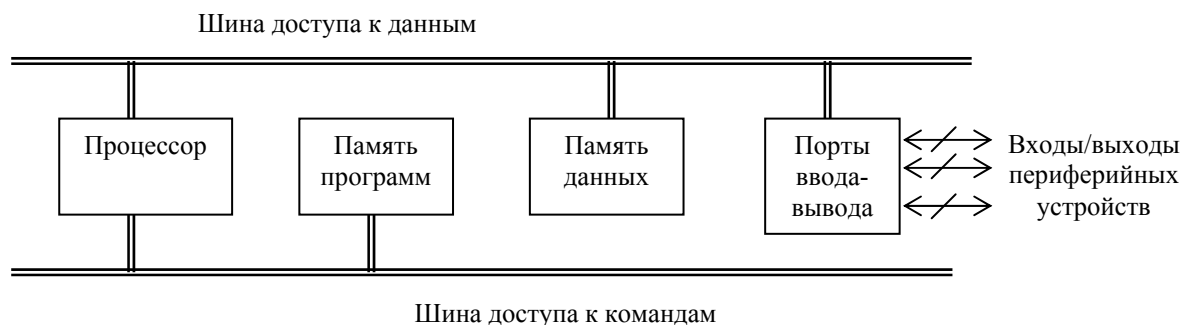 Шина доступа к данным
Процессор
Память
программ
Память
данных
Порты
ввода-
вывода
Входы/выходы
периферийных
устройств
Шина доступа к командам